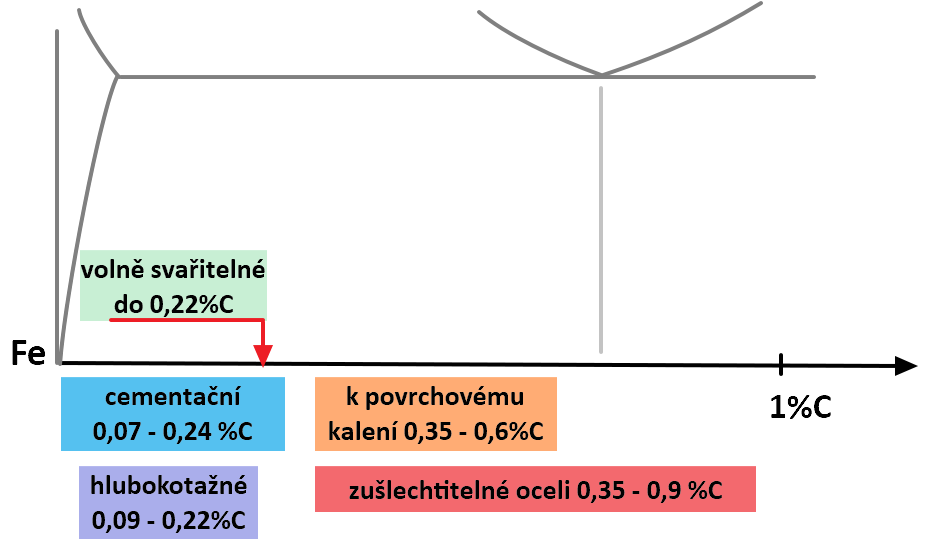 volně svařitelné
do 0,22%C
Fe
1%C
cementační
0,07 - 0,24 %C
k povrchovému
kalení 0,35 - 0,6%C
hlubokotažné
0,09 - 0,22%C
zušlechtitelné oceli 0,35 - 0,9 %C